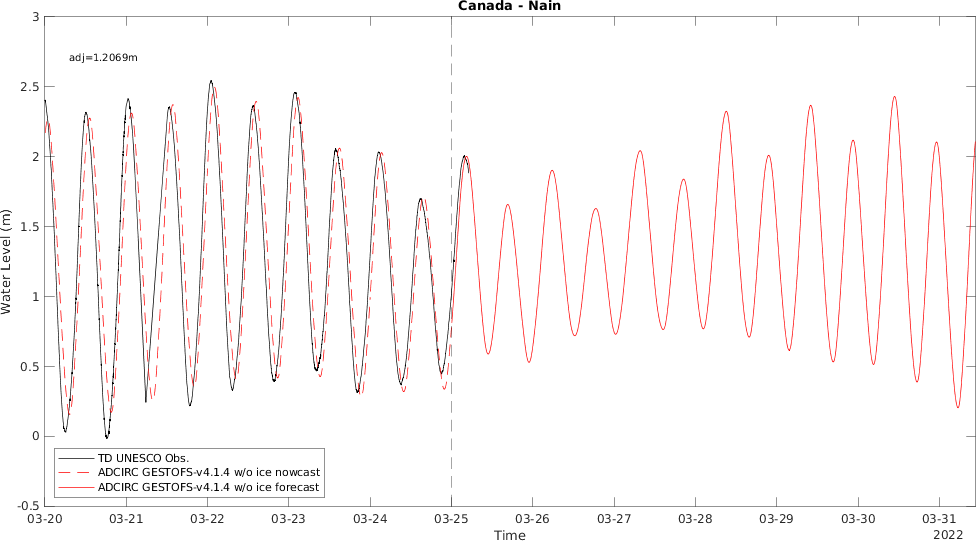 Canada - Nain
adj=1.2069m
3
2.5
2
1.5
1
0.5
0
-0.5
Water Level (m)
TD UNESCO Obs.
ADCIRC GESTOFS-v4.1.4 w/o ice nowcast
ADCIRC GESTOFS-v4.1.4 w/o ice forecast
03-20 03-21 03-22 03-23 03-24 03-25 03-26 03-27 03-28 03-29 03-30 03-31
Time
2022